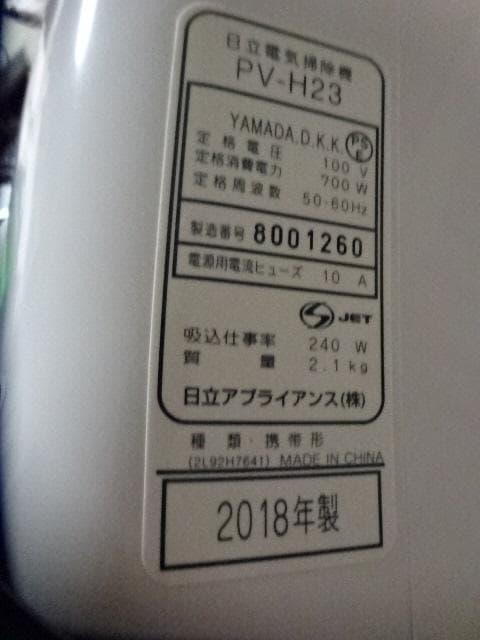 日立電気掃除機
PV-H23
YAMADA.D.K.K. PSE
定格電圧 100 V
定格消費電力 700 W
定格周波数 50-60Hz
製造番号 8001260
電源用電流ヒューズ 10 A
JET
吸込仕事率 240 W
質量 2.1kg
日立アプライアンス(株)
種類・携帯形
(2L92H7641) MADE IN CHINA
2018年製